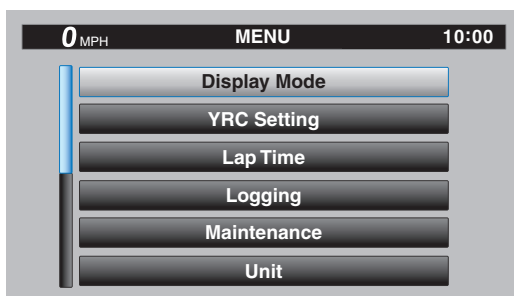 0 MPH MENU 10:00
Display Mode
YRC Setting
Lap Time
Logging
Maintenance
Unit